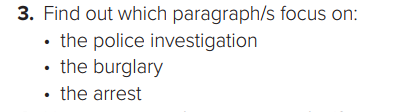 3. Find out which paragraph/s focus on:
• the police investigation
• the burglary
• the arrest